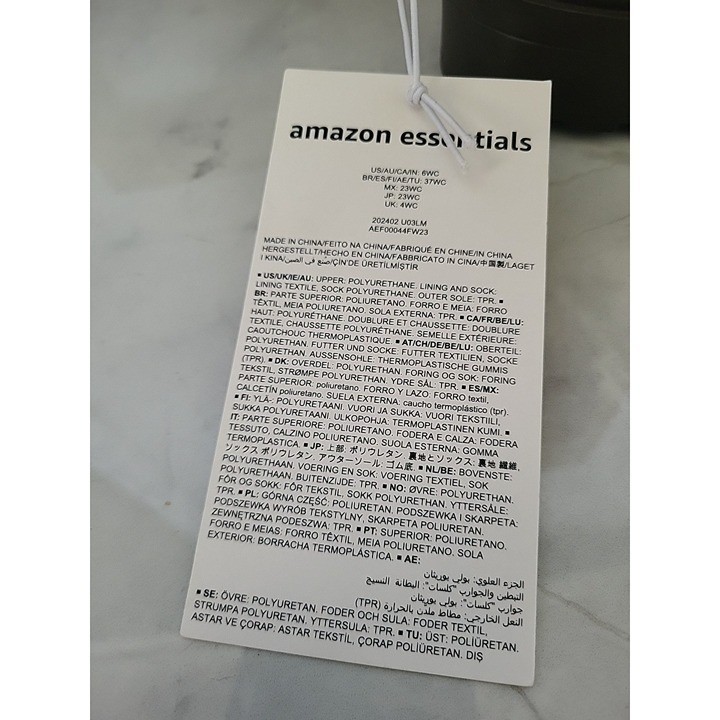 amazon essentials
US/AU/CA/IN: 6WC
BR/ES/FI/AE/TU: 37WC
MX: 23WC
JP: 23WC
UK: 4WC
202402 U03LM
AEF00044FW23
MADE IN CHINA/FEITO NA CHINA/FABRIQUÉ EN CHINE/IN CHINA
HERGESTELLT/HECHO EN CHINA/FABBRICATO IN CINA/中国製/LAGET
I KINA/صنع في الصين/ÇİN'DE ÜRETİLMİŞTİR
▪ US/UK/IE/AU: UPPER: POLYURETHANE. LINING AND SOCK:
LINING TEXTILE, SOCK POLYURETHANE. OUTER SOLE: TPR. ▪
BR: PARTE SUPERIOR: POLIURETANO. FORRO E MEIA: FORRO
TÊXTIL, MEIA POLIURETANO. SOLA EXTERNA: TPR. ▪ CA/FR/BE/LU:
HAUT: POLYURÉTHANE. DOUBLURE ET CHAUSSETTE: DOUBLURE
TEXTILE, CHAUSSETTE POLYURÉTHANE. SEMELLE EXTÉRIEURE:
CAOUTCHOUC THERMOPLASTIQUE. ▪ AT/CH/DE/BE/LU: OBERTEIL:
POLYURETHAN. FUTTER UND SOCKE: FUTTER TEXTILIEN, SOCKE
POLYURETHAN. AUSSENSOHLE: THERMOPLASTISCHE GUMMIS
(TPR). ▪ DK: OVERDEL: POLYURETHAN. FORING OG SOK: FORING
TEKSTIL, STRØMPE POLYURETHAN. YDRE SÅL: TPR. ▪ ES/MX:
PARTE SUPERIOR: poliuretano. FORRO Y LAZO: FORRO textil,
CALCETÍN poliuretano. SUELA EXTERNA: caucho termoplástico (tpr).
▪ FI: YLÄ-: POLYURETAANI. VUORI JA SUKKA: VUORI TEKSTIILI,
SUKKA POLYURETAANI. ULKOPOHJA: TERMOPLASTINEN KUMI. ▪
IT: PARTE SUPERIORE: POLIURETANO. FODERA E CALZA: FODERA
TESSUTO, CALZINO POLIURETANO. SUOLA ESTERNA: GOMMA
TERMOPLASTICA. ▪ JP: 上部: ポリウレタン. 裏地とソックス: 裏地 繊維,
ソックス ポリウレタン. アウターソール: ゴム底. ▪ NL/BE: BOVENSTE:
POLYURETHAAN. VOERING EN SOK: VOERING TEXTIEL, SOK
POLYURETHAAN. BUITENZIJDE: TPR. ▪ NO: ØVRE: POLYURETHAN.
FÔR OG SOKK: FÔR TEKSTIL, SOKK POLYURETHAN. YTTERSÅLE:
TPR. ▪ PL: GÓRNA CZĘŚĆ: POLIURETAN. PODSZEWKA I SKARPETA:
PODSZEWKA WYRÓB TEKSTYLNY, SKARPETA POLIURETAN.
ZEWNĘTRZNA PODESZWA: TPR. ▪ PT: SUPERIOR: POLIURETANO.
FORRO E MEIAS: FORRO TÊXTIL, MEIA POLIURETANO. SOLA
EXTERIOR: BORRACHA TERMOPLÁSTICA. ▪ AE:
الجزء العلوي: بولي يوريثان
التبطين والجوارب "كلسات": البطانة النسيج
جوارب "كلسات": بولي يوريثان
النعل الخارجي: مطاط ملدّن بالحرارة (TPR)
▪ SE: ÖVRE: POLYURETAN. FODER OCH SULA: FODER TEXTIL,
STRUMPA POLYURETAN. YTTERSULA: TPR. ▪ TU: ÜST: POLİÜRETAN.
ASTAR VE ÇORAP: ASTAR TEKSTİL, ÇORAP POLİÜRETAN. DIŞ